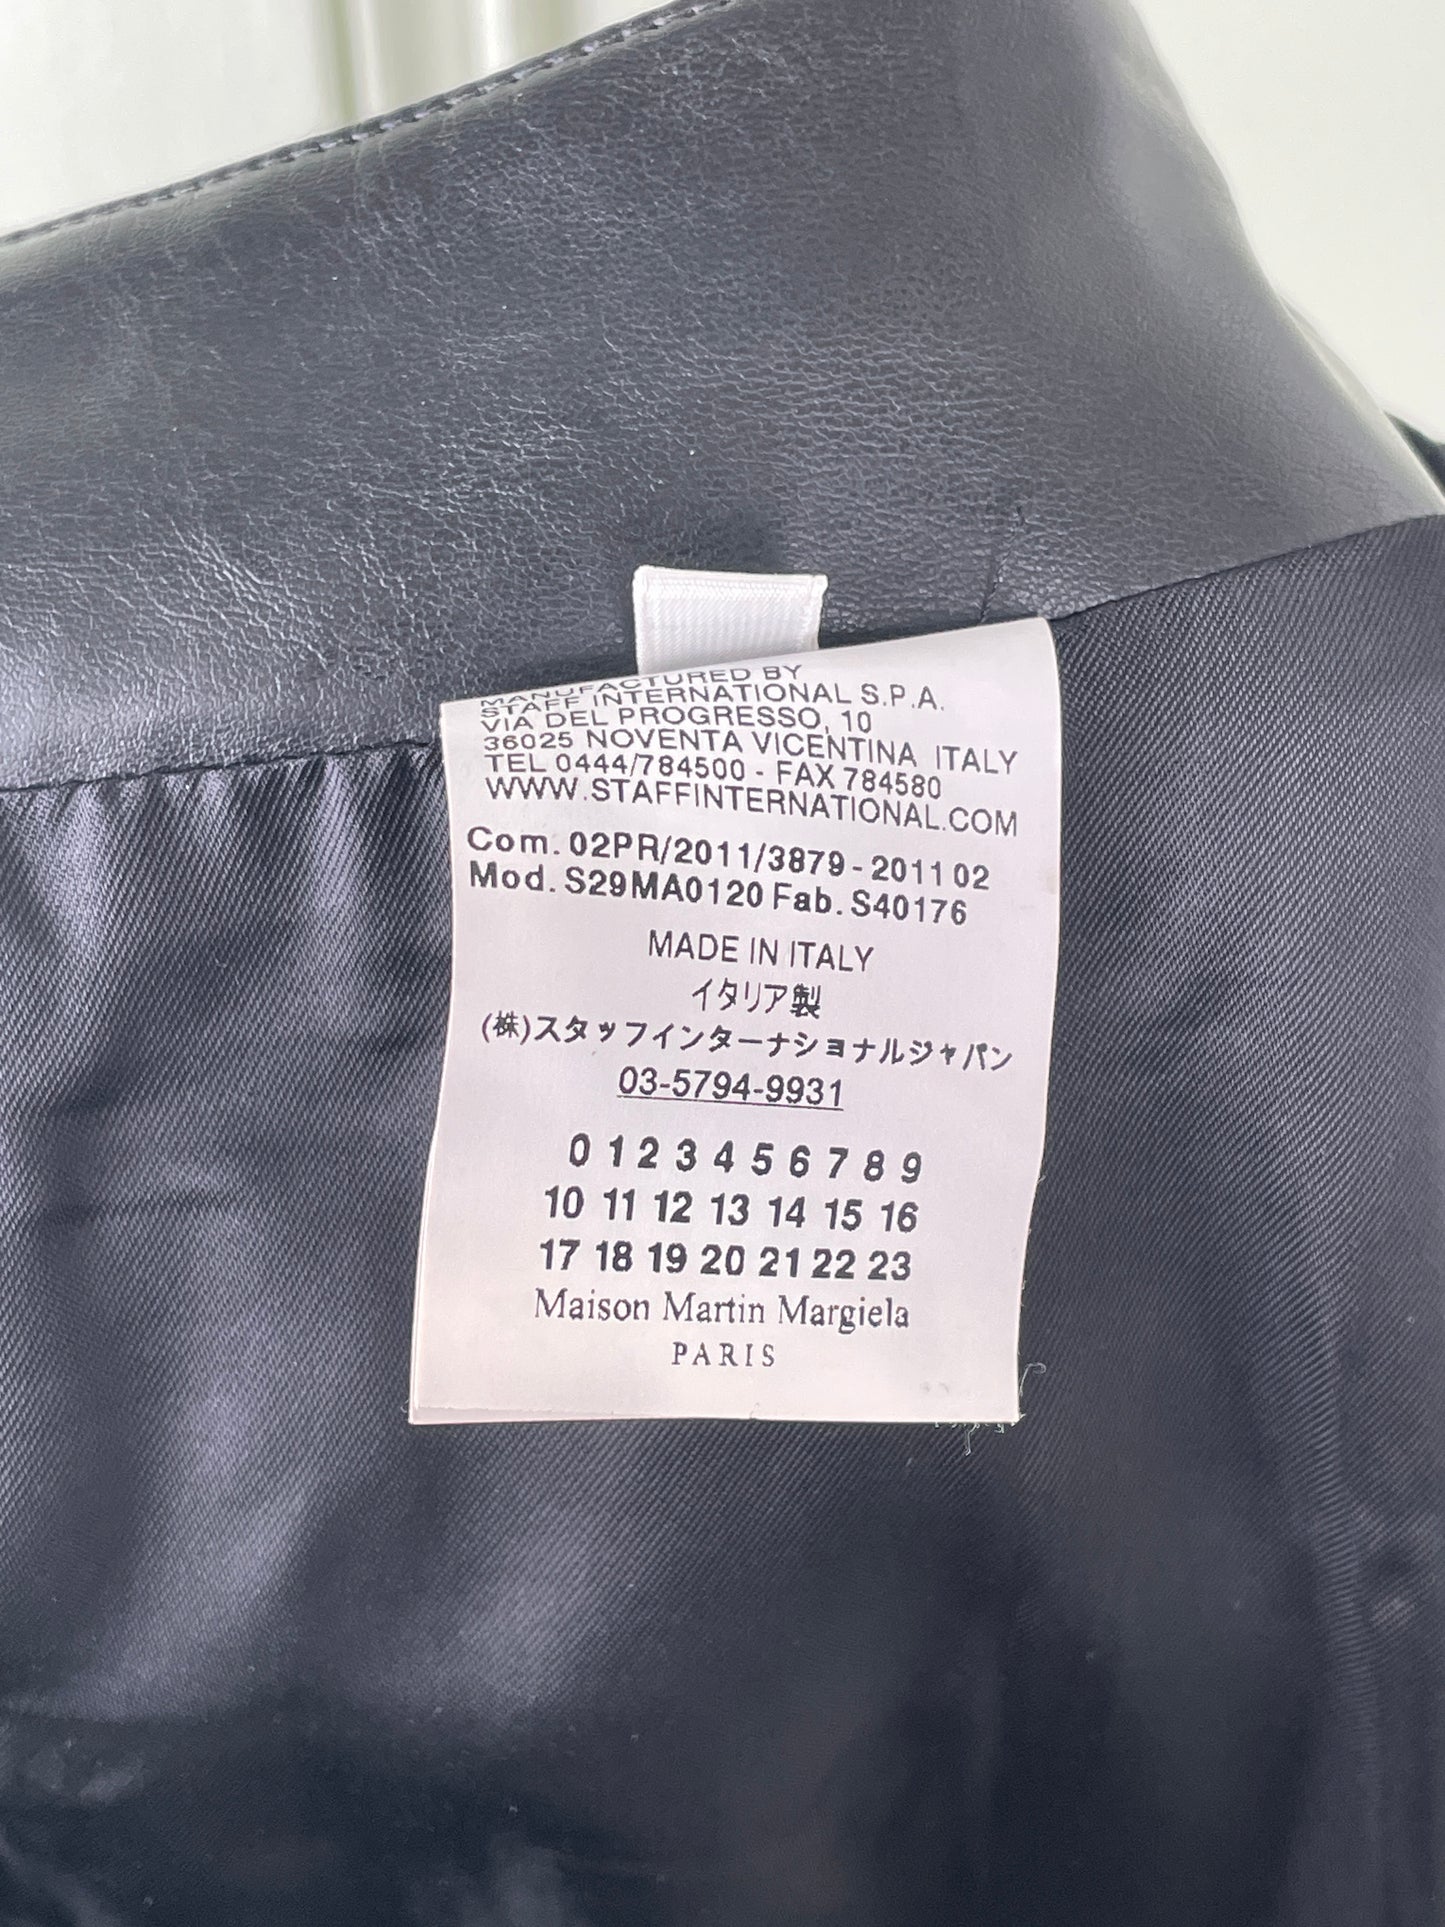 MANUFACTURED BY
STAFF INTERNATIONAL S.P.A.
VIA DEL PROGRESSO, 10
36025 NOVENTA VICENTINA ITALY
TEL 0444/784500 - FAX 784580
WWW.STAFFINTERNATIONAL.COM
Com. 02PR/2011/3879 - 2011 02
Mod. S29MA0120 Fab. S40176
MADE IN ITALY
イタリア製
(株)スタッフインターナショナルジャパン
03-5794-9931
0 1 2 3 4 5 6 7 8 9
10 11 12 13 14 15 16
17 18 19 20 21 22 23
Maison Martin Margiela
PARIS